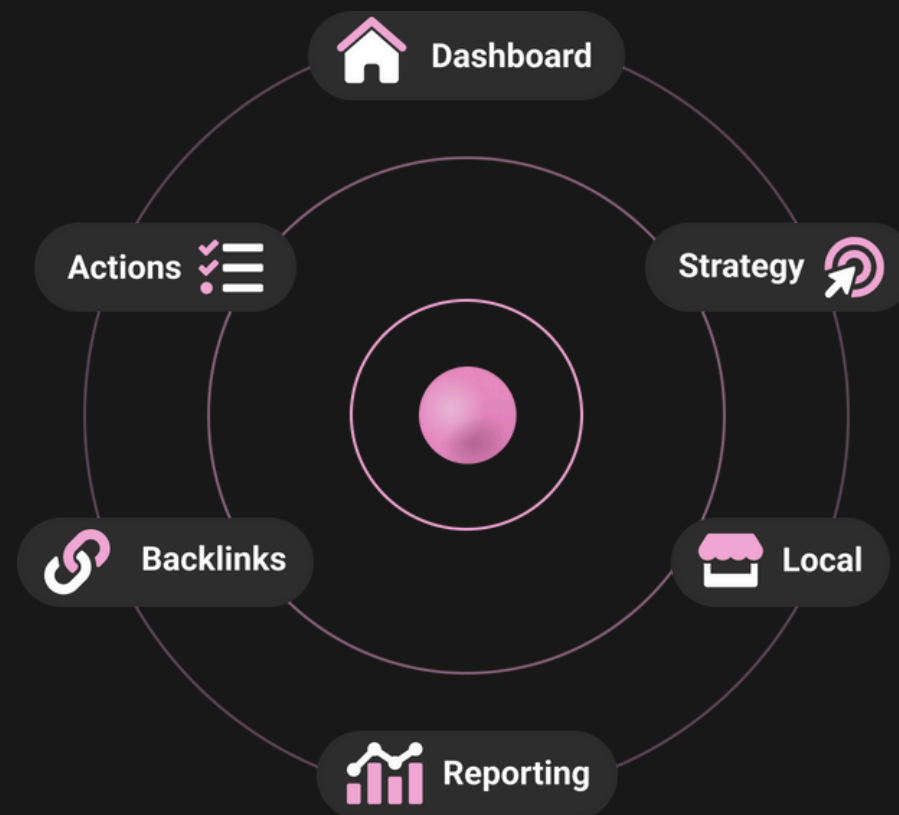 Dashboard
Actions
Strategy
Backlinks
Local
Reporting